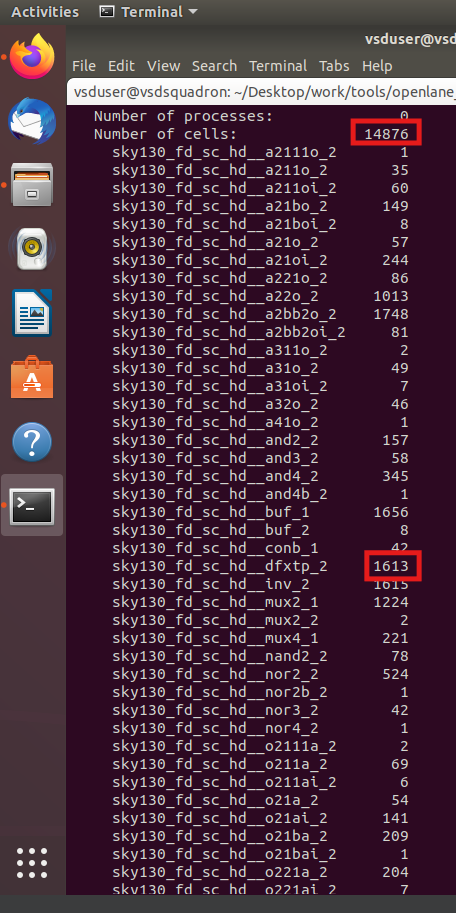 Activities Terminal
vsduser@vsd
File Edit View Search Terminal Tabs Help
vsduser@vsdsquadron: ~/Desktop/work/tools/openlane_
Number of processes: 0
Number of cells: 14876
sky130_fd_sc_hd__a2111o_2 1
sky130_fd_sc_hd__a211o_2 35
sky130_fd_sc_hd__a211oi_2 60
sky130_fd_sc_hd__a21bo_2 149
sky130_fd_sc_hd__a21boi_2 8
sky130_fd_sc_hd__a21o_2 57
sky130_fd_sc_hd__a21oi_2 244
sky130_fd_sc_hd__a221o_2 86
sky130_fd_sc_hd__a22o_2 1013
sky130_fd_sc_hd__a2bb2o_2 1748
sky130_fd_sc_hd__a2bb2oi_2 81
sky130_fd_sc_hd__a311o_2 2
sky130_fd_sc_hd__a31o_2 49
sky130_fd_sc_hd__a31oi_2 7
sky130_fd_sc_hd__a32o_2 46
sky130_fd_sc_hd__a41o_2 1
sky130_fd_sc_hd__and2_2 157
sky130_fd_sc_hd__and3_2 58
sky130_fd_sc_hd__and4_2 345
sky130_fd_sc_hd__and4b_2 1
sky130_fd_sc_hd__buf_1 1656
sky130_fd_sc_hd__buf_2 8
sky130_fd_sc_hd__conb_1 42
sky130_fd_sc_hd__dfxtp_2 1613
sky130_fd_sc_hd__inv_2 1615
sky130_fd_sc_hd__mux2_1 1224
sky130_fd_sc_hd__mux2_2 2
sky130_fd_sc_hd__mux4_1 221
sky130_fd_sc_hd__nand2_2 78
sky130_fd_sc_hd__nor2_2 524
sky130_fd_sc_hd__nor2b_2 1
sky130_fd_sc_hd__nor3_2 42
sky130_fd_sc_hd__nor4_2 1
sky130_fd_sc_hd__o2111a_2 2
sky130_fd_sc_hd__o211a_2 69
sky130_fd_sc_hd__o211ai_2 6
sky130_fd_sc_hd__o21a_2 54
sky130_fd_sc_hd__o21ai_2 141
sky130_fd_sc_hd__o21ba_2 209
sky130_fd_sc_hd__o21bai_2 1
sky130_fd_sc_hd__o221a_2 204
sky130_fd_sc_hd__o221ai_2 7